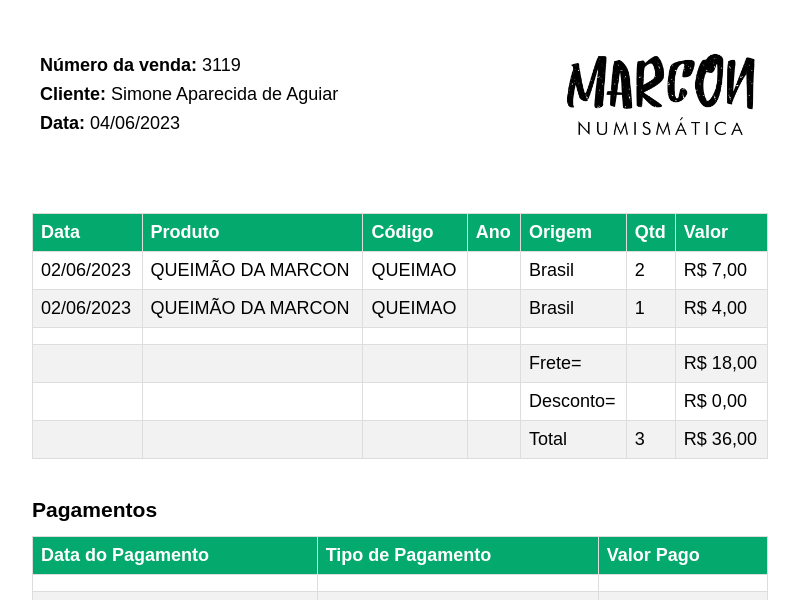 Número da venda: 3119
Cliente: Simone Aparecida de Aguiar
Data: 04/06/2023
MARCON
NUMISMÁTICA
Data Produto Código Ano Origem Qtd Valor
02/06/2023 QUEIMÃO DA MARCON QUEIMAO Brasil 2 R$ 7,00
02/06/2023 QUEIMÃO DA MARCON QUEIMAO Brasil 1 R$ 4,00
Frete= R$ 18,00
Desconto= R$ 0,00
Total 3 R$ 36,00
Pagamentos
Data do Pagamento Tipo de Pagamento Valor Pago